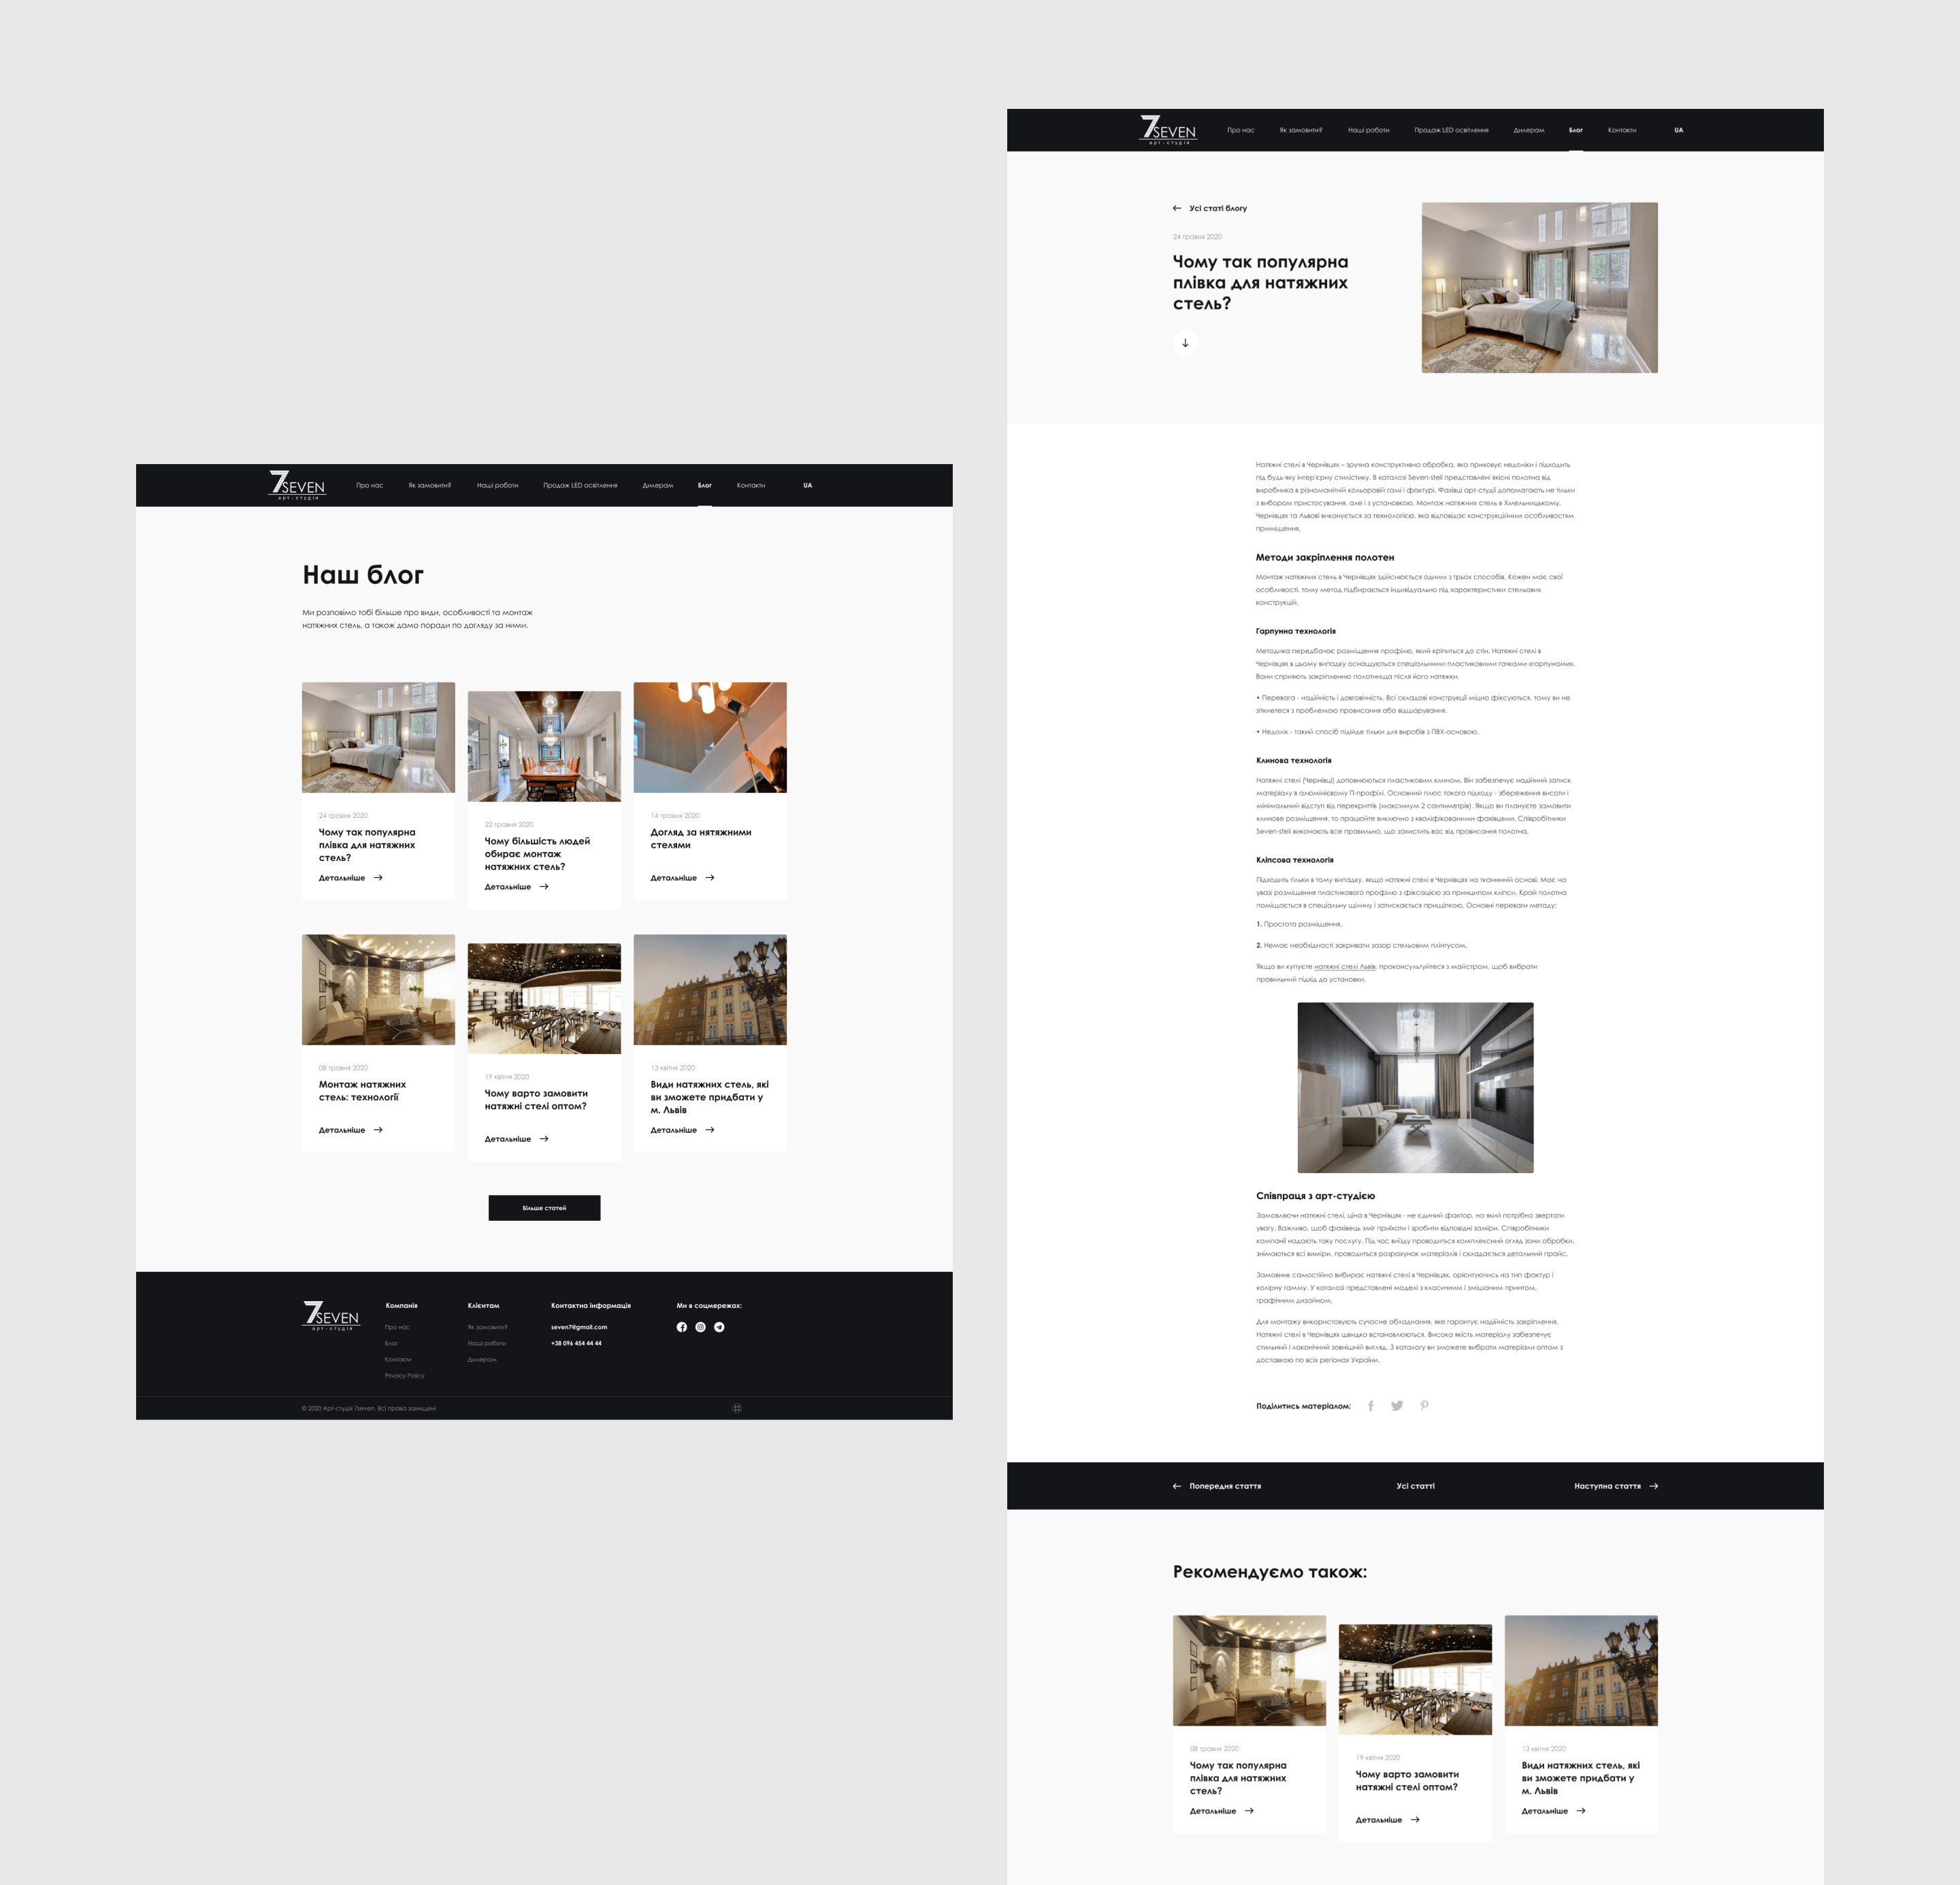 7SEVEN
арт-студія
Про нас
Як замовити?
Наші роботи
Продаж LED освітлення
Дилерам
Блог
Контакти
UA
Наш блог
Ми розповімо тобі більше про види, особливості та монтаж
натяжних стель, а також дамо поради по догляду за ними.
24 травня 2020
Чому так популярна
плівка для натяжних
стель?
Детальніше
22 травня 2020
Чому більшість людей
обирає монтаж
натяжних стель?
Детальніше
14 травня 2020
Догляд за нятяжними
стелями
Детальніше
08 травня 2020
Монтаж натяжних
стель: технології
Детальніше
19 квітня 2020
Чому варто замовити
натяжні стелі оптом?
Детальніше
13 квітня 2020
Види натяжних стель, які
ви зможете придбати у
м. Львів
Детальніше
Більше статей
7SEVEN
арт-студія
Компанія
Про нас
Блог
Контакти
Privacy Policy
Клієнтам
Як замовити?
Наші роботи
Дилерам
Контактна інформація
seven7@gmail.com
+38 096 454 44 44
Ми в соцмережах:
© 2020 Арт-студія 7seven. Всі права захищені
7SEVEN
арт-студія
Про нас
Як замовити?
Наші роботи
Продаж LED освітлення
Дилерам
Блог
Контакти
UA
Усі статі блогу
24 травня 2020
Чому так популярна
плівка для натяжних
стель?
Натяжні стелі в Чернівцях – зручна конструктивна обробка, яка приховує недоліки і підходить
під будь-яку інтер'єрну стилістику. В каталозі Seven-steli представлені якісні полотна від
виробника в різноманітній кольоровій гамі і фактурі. Фахівці арт-студії допомагають не тільки
з вибором пристосування, але і з установкою. Монтаж натяжних стель в Хмельницькому,
Чернівцях та Львові виконується за технологією, яка відповідає конструкційним особливостям
приміщення.
Методи закріплення полотен
Монтаж натяжних стель в Чернівцях здійснюється одним з трьох способів. Кожен має свої
особливості, тому метод підбирається індивідуально під характеристики стельових
конструкцій.
Гарпунна технологія
Методика передбачає розміщення профілю, який кріпиться до стін. Натяжні стелі в
Чернівцях в цьому випадку оснащуються спеціальними пластиковими гачками «гарпунами».
Вони сприяють закріпленню полотнища після його натяжки.
• Перевага - надійність і довговічність. Всі складові конструкції міцно фіксуються, тому ви не
зіткнетеся з проблемою провисання або відшарування.
• Недолік - такий спосіб підійде тільки для виробів з ПВХ-основою.
Клинова технологія
Натяжні стелі (Чернівці) доповнюються пластиковим клином. Він забезпечує надійний затиск
матеріалу в алюмінієвому П-профілі. Основний плюс такого підходу - збереження висоти і
мінімальний відступ від перекриттів (максимум 2 сантиметрів). Якщо ви плануєте замовити
клинове розміщення, то працюйте виключно з кваліфікованими фахівцями. Співробітники
Seven-steli виконають все правильно, що захистить вас від провисання полотна.
Кліпсова технологія
Підходить тільки в тому випадку, якщо натяжні стелі в Чернівцях на тканинній основі. Має на
увазі розміщення пластикового профілю з фіксацією за принципом кліпси. Край полотна
поміщається в спеціальну щілину і затискається прищіпкою. Основні переваги методу:
1. Простота розміщення.
2. Немає необхідності закривати зазор стельовим плінтусом.
Якщо ви купуєте натяжні стелі Львів, проконсультуйтеся з майстром, щоб вибрати
правильний підхід до установки.
Співпраця з арт-студією
Замовляючи натяжні стелі, ціна в Чернівцях - не єдиний фактор, на який потрібно звертати
увагу. Важливо, щоб фахівець зміг приїхати і зробити відповідні заміри. Співробітники
компанії надають таку послугу. Під час виїзду проводиться комплексний огляд зони обробки,
знімаються всі виміри, проводиться розрахунок матеріалів і складається детальний прайс.
Замовник самостійно вибирає натяжні стелі в Чернівцях, орієнтуючись на тип фактур і
колірну гамму. У каталозі представлені моделі з класичним і змішаним принтом,
графічним дизайном.
Для монтажу використовують сучасне обладнання, яке гарантує надійність закріплення.
Натяжні стелі в Чернівцях швидко встановлюються. Висока якість матеріалу забезпечує
стильний і лаконічний зовнішній вигляд. З каталогу ви зможете вибрати матеріали оптом з
доставкою по всіх регіонах України.
Поділитись матеріалом:
Попередня стаття
Усі статті
Наступна стаття
Рекомендуємо також:
08 травня 2020
Чому так популярна
плівка для натяжних
стель?
Детальніше
19 квітня 2020
Чому варто замовити
натяжні стелі оптом?
Детальніше
13 квітня 2020
Види натяжних стель, які
ви зможете придбати у
м. Львів
Детальніше